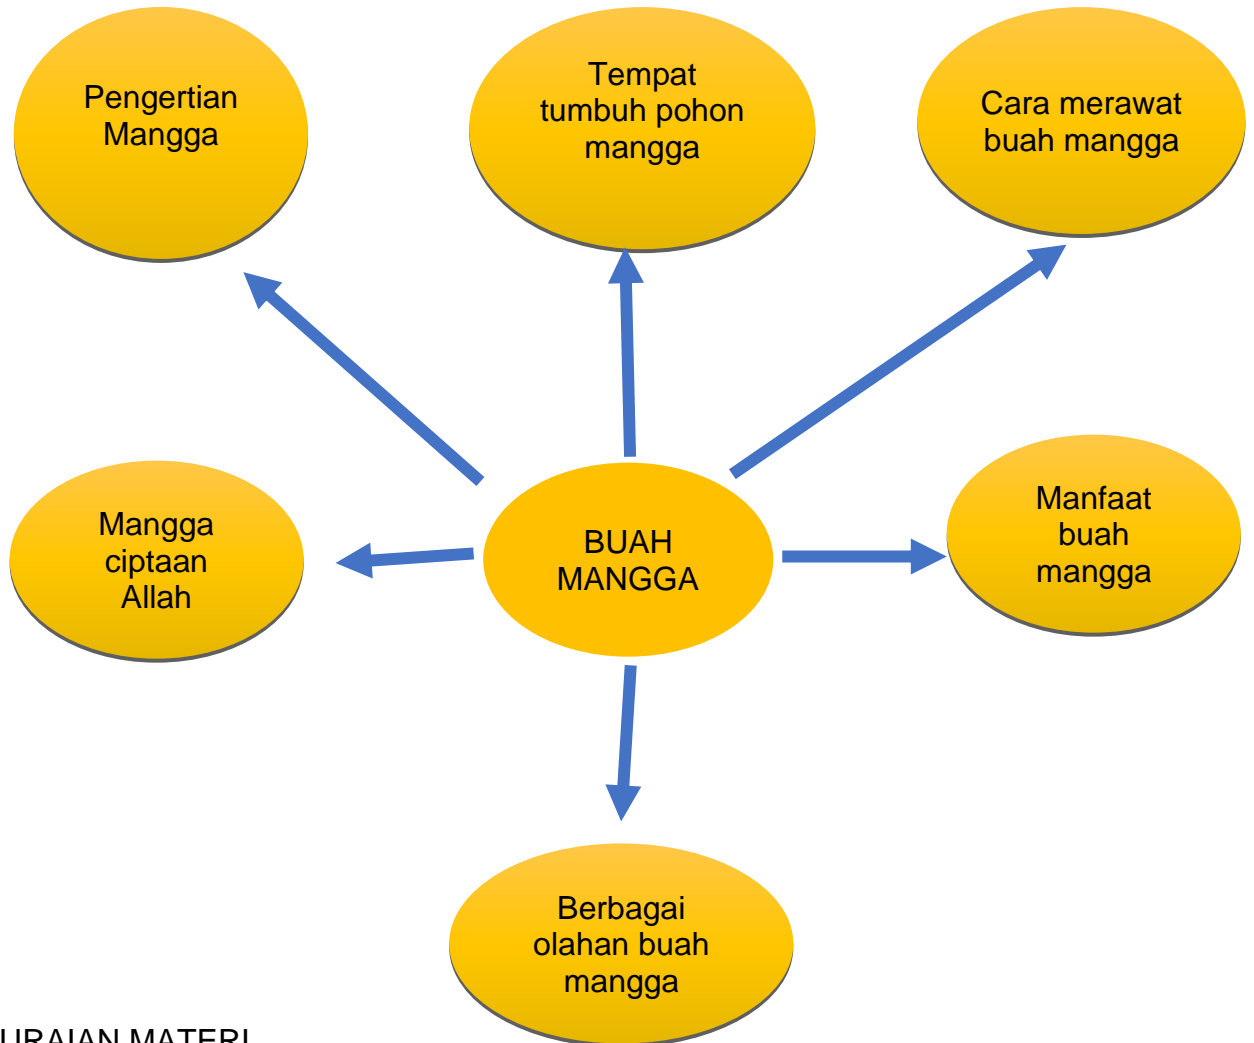 Pengertian
Mangga
Tempat
tumbuh pohon
mangga
Cara merawat
buah mangga
Mangga
ciptaan
Allah
BUAH
MANGGA
Manfaat
buah
mangga
Berbagai
olahan buah
mangga
URAIAN MATERI